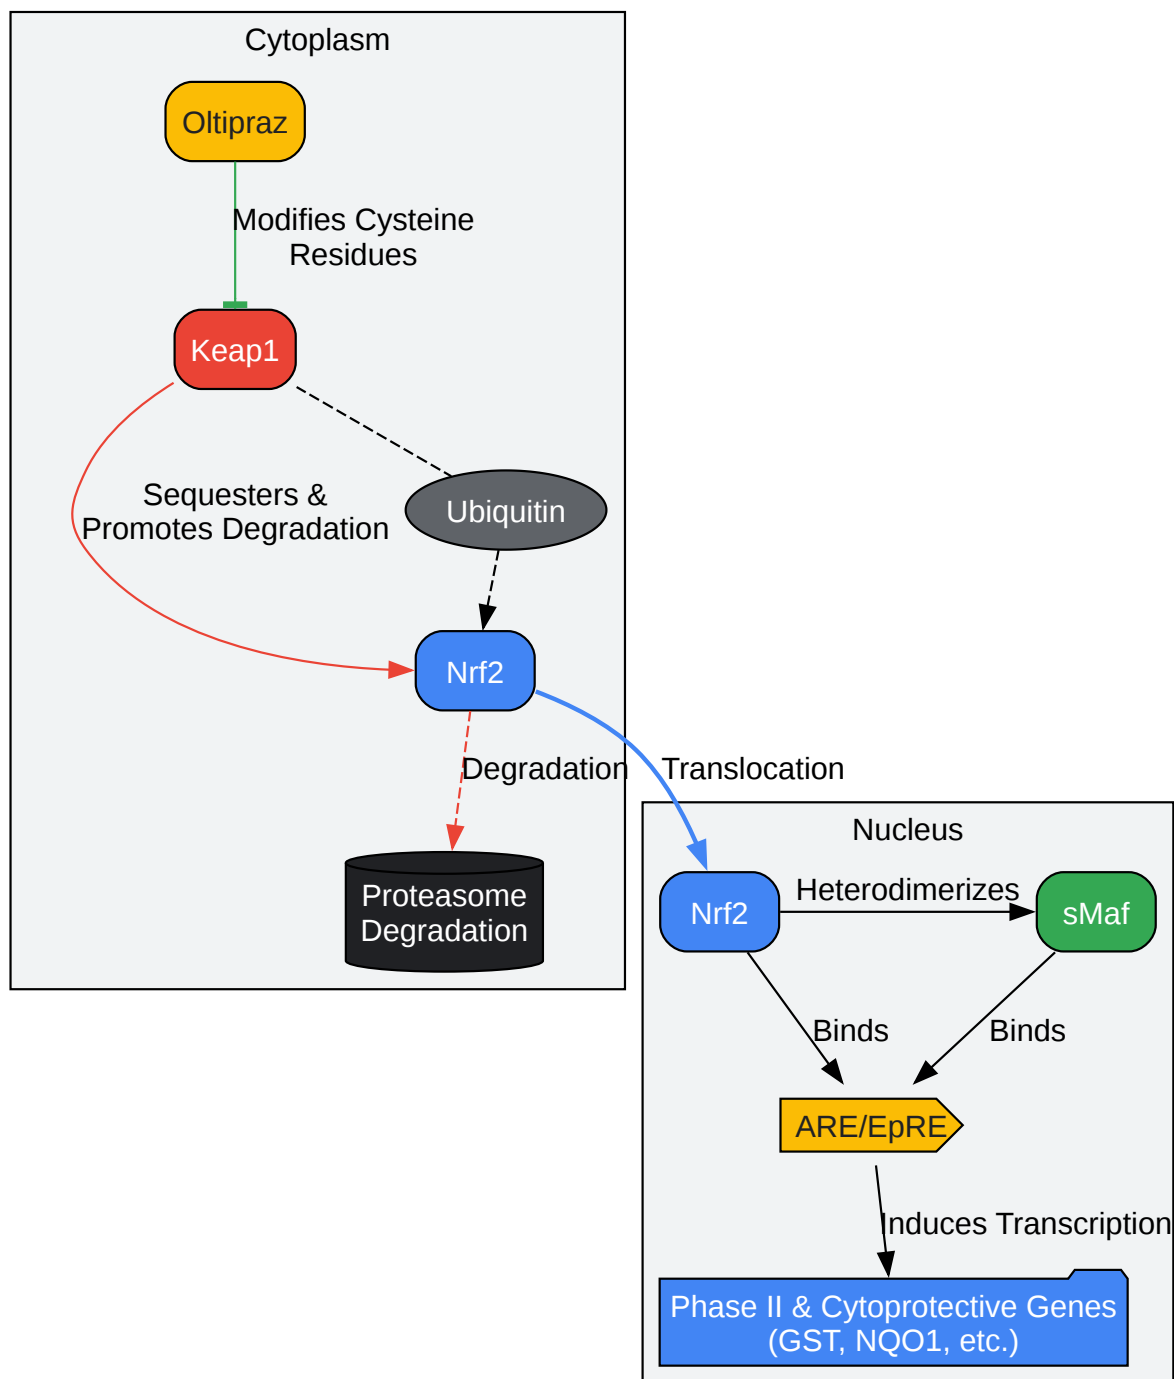 Cytoplasm
Oltipraz
Modifies Cysteine
Residues
Keap1
Sequesters &
Promotes Degradation
Ubiquitin
Nrf2
Degradation
Translocation
Proteasome
Degradation
Nucleus
Nrf2
Heterodimerizes
sMaf
Binds
Binds
ARE/EpRE
Induces Transcription
Phase II & Cytoprotective Genes
(GST, NQO1, etc.)